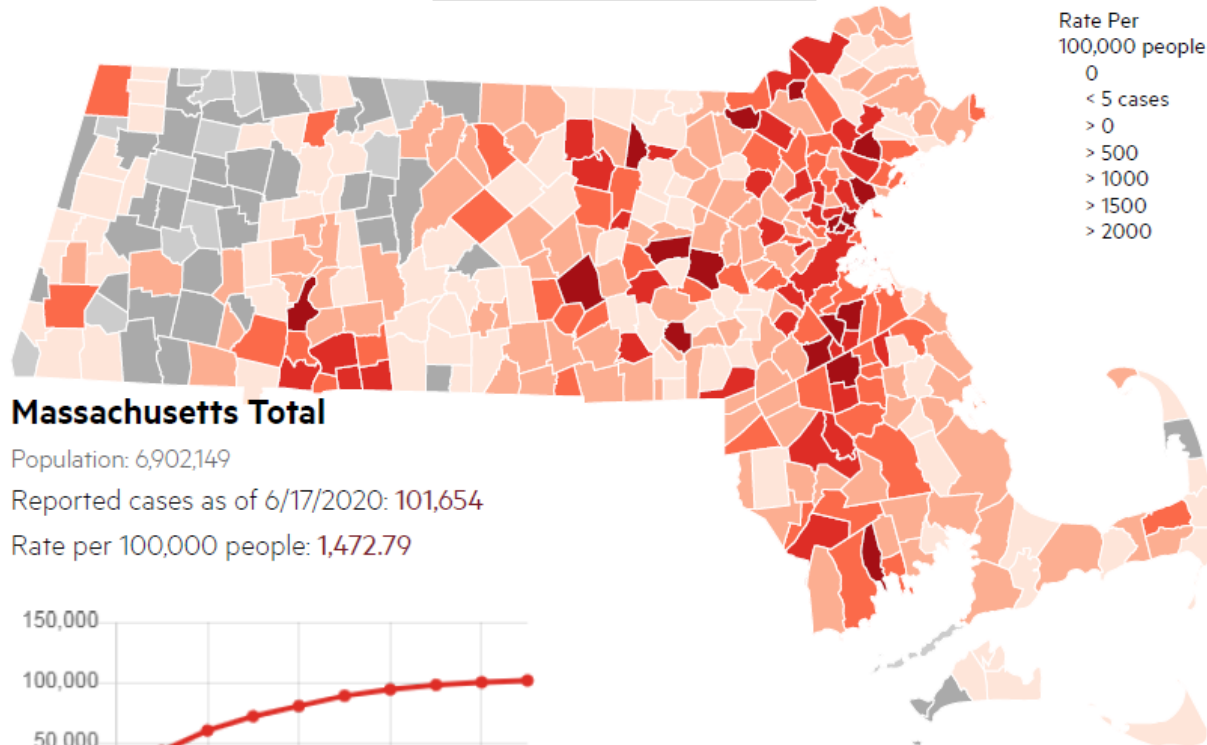 Rate Per
100,000 people
0
< 5 cases
> 0
> 500
> 1000
> 1500
> 2000
Massachusetts Total
Population: 6,902,149
Reported cases as of 6/17/2020: 101,654
Rate per 100,000 people: 1,472.79
150,000
100,000
50,000